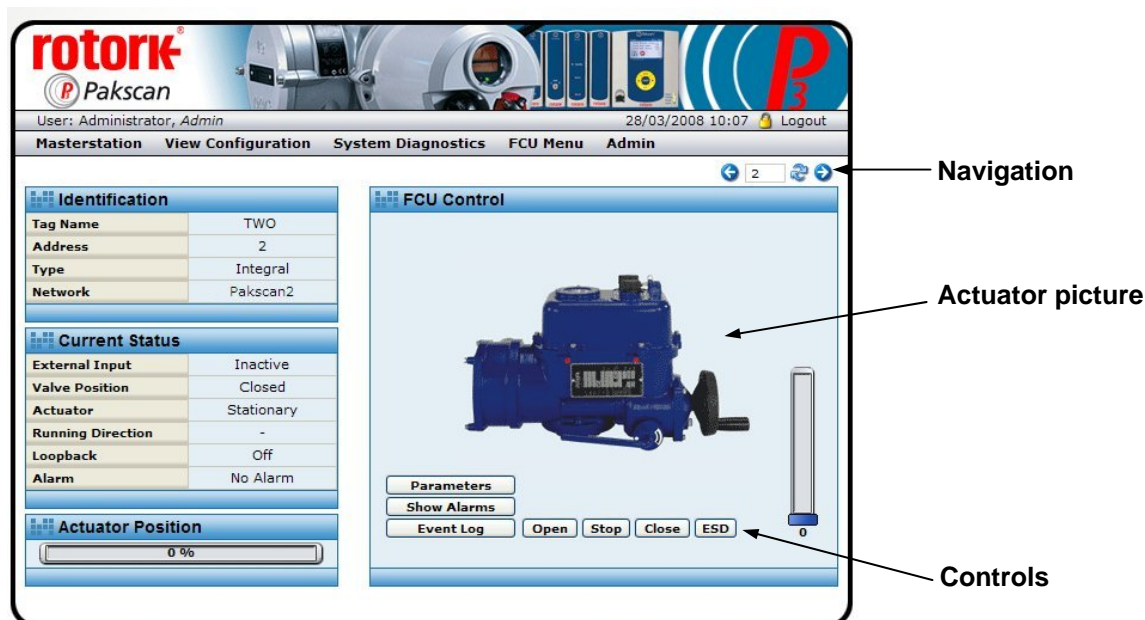 rotork®
Pakscan
P3
User: Administrator, Admin
28/03/2008 10:07 Logout
Masterstation View Configuration System Diagnostics FCU Menu Admin
2
Navigation
Identification
Tag Name TWO
Address 2
Type Integral
Network Pakscan2
Current Status
External Input Inactive
Valve Position Closed
Actuator Stationary
Running Direction -
Loopback Off
Alarm No Alarm
Actuator Position
0 %
FCU Control
Actuator picture
Parameters
Show Alarms
Event Log Open Stop Close ESD
0
Controls